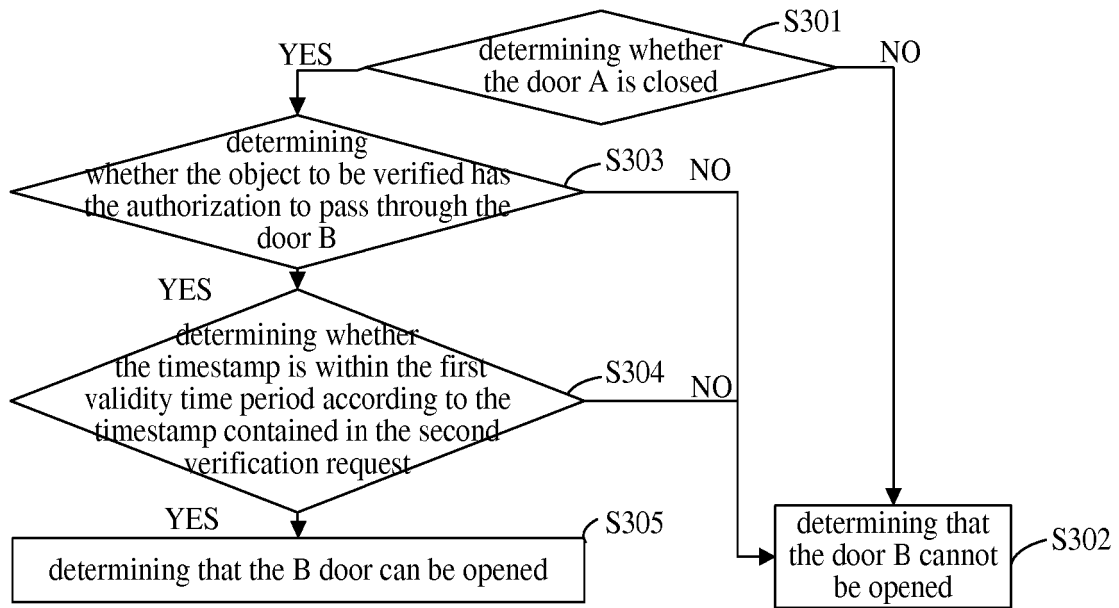 S301
determining whether
the door A is closed
YES
NO
determining
whether the object to be verified has
the authorization to pass through the
door B
S303
NO
YES
determining whether
the timestamp is within the first
validity time period according to the
timestamp contained in the second
verification request
S304
NO
YES
S305
determining that the B door can be opened
determining that
the door B cannot
be opened
S302